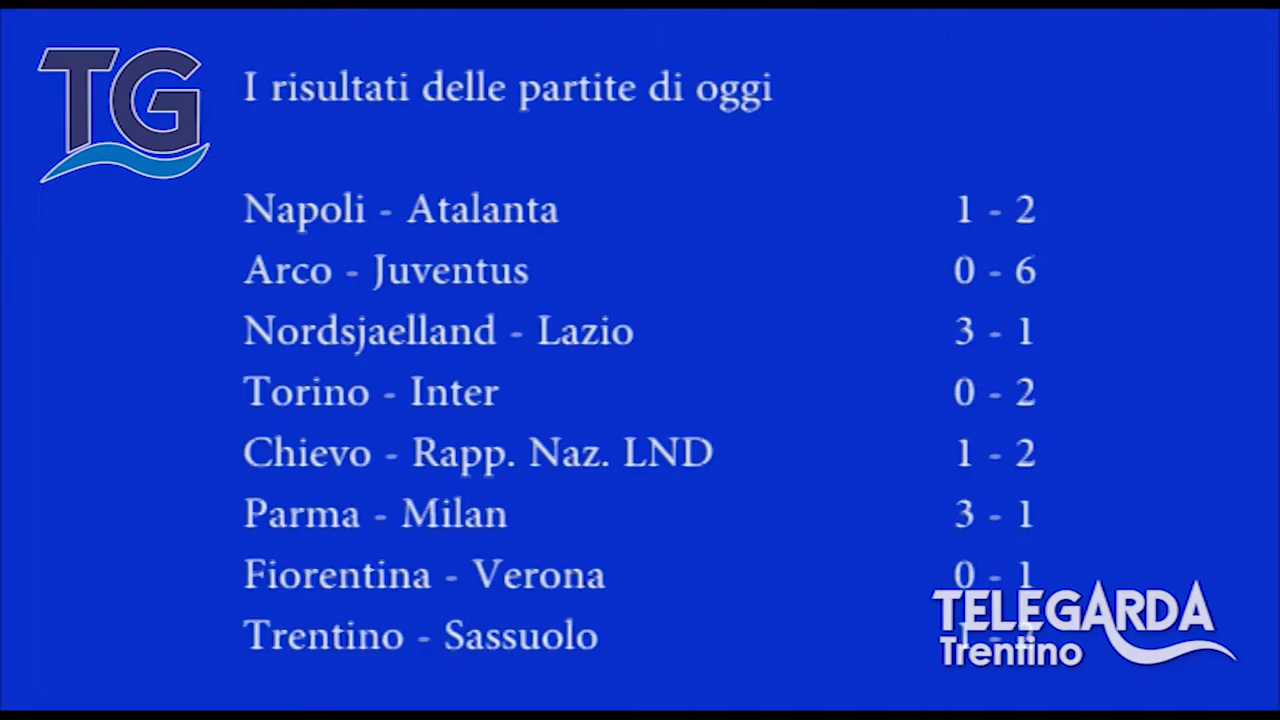 TG
I risultati delle partite di oggi
Napoli - Atalanta 1 - 2
Arco - Juventus 0 - 6
Nordsjaelland - Lazio 3 - 1
Torino - Inter 0 - 2
Chievo - Rapp. Naz. LND 1 - 2
Parma - Milan 3 - 1
Fiorentina - Verona 0 - 1
Trentino - Sassuolo
TELEGARDA
Trentino